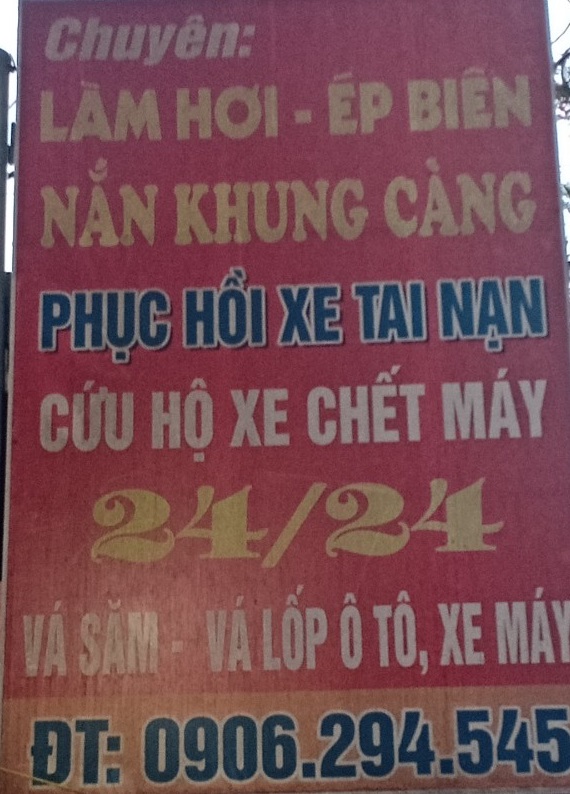 Chuyên:
LÀM HƠI - ÉP BIÊN
NẮN KHUNG CÀNG
PHỤC HỒI XE TAI NẠN
CỨU HỘ XE CHẾT MÁY
24/24
VÁ SĂM - VÁ LỐP Ô TÔ, XE MÁY
ĐT: 0906.294.545